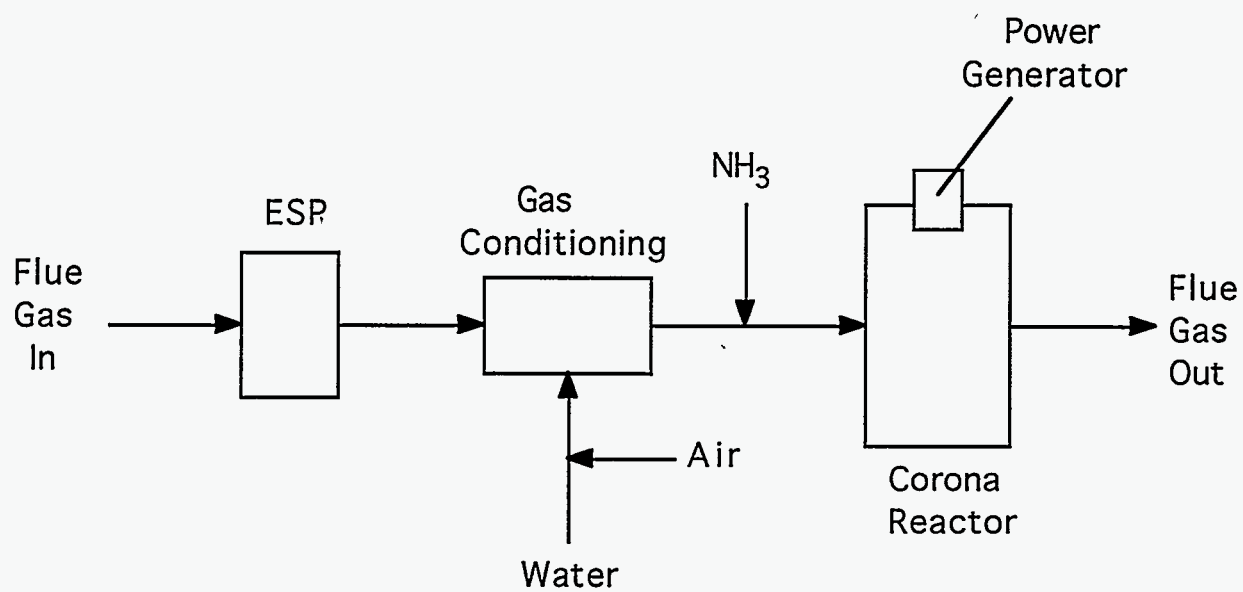 Power
Generator
NH₃
ESP
Gas
Conditioning
Flue
Gas
In
Flue
Gas
Out
Air
Corona
Reactor
Water